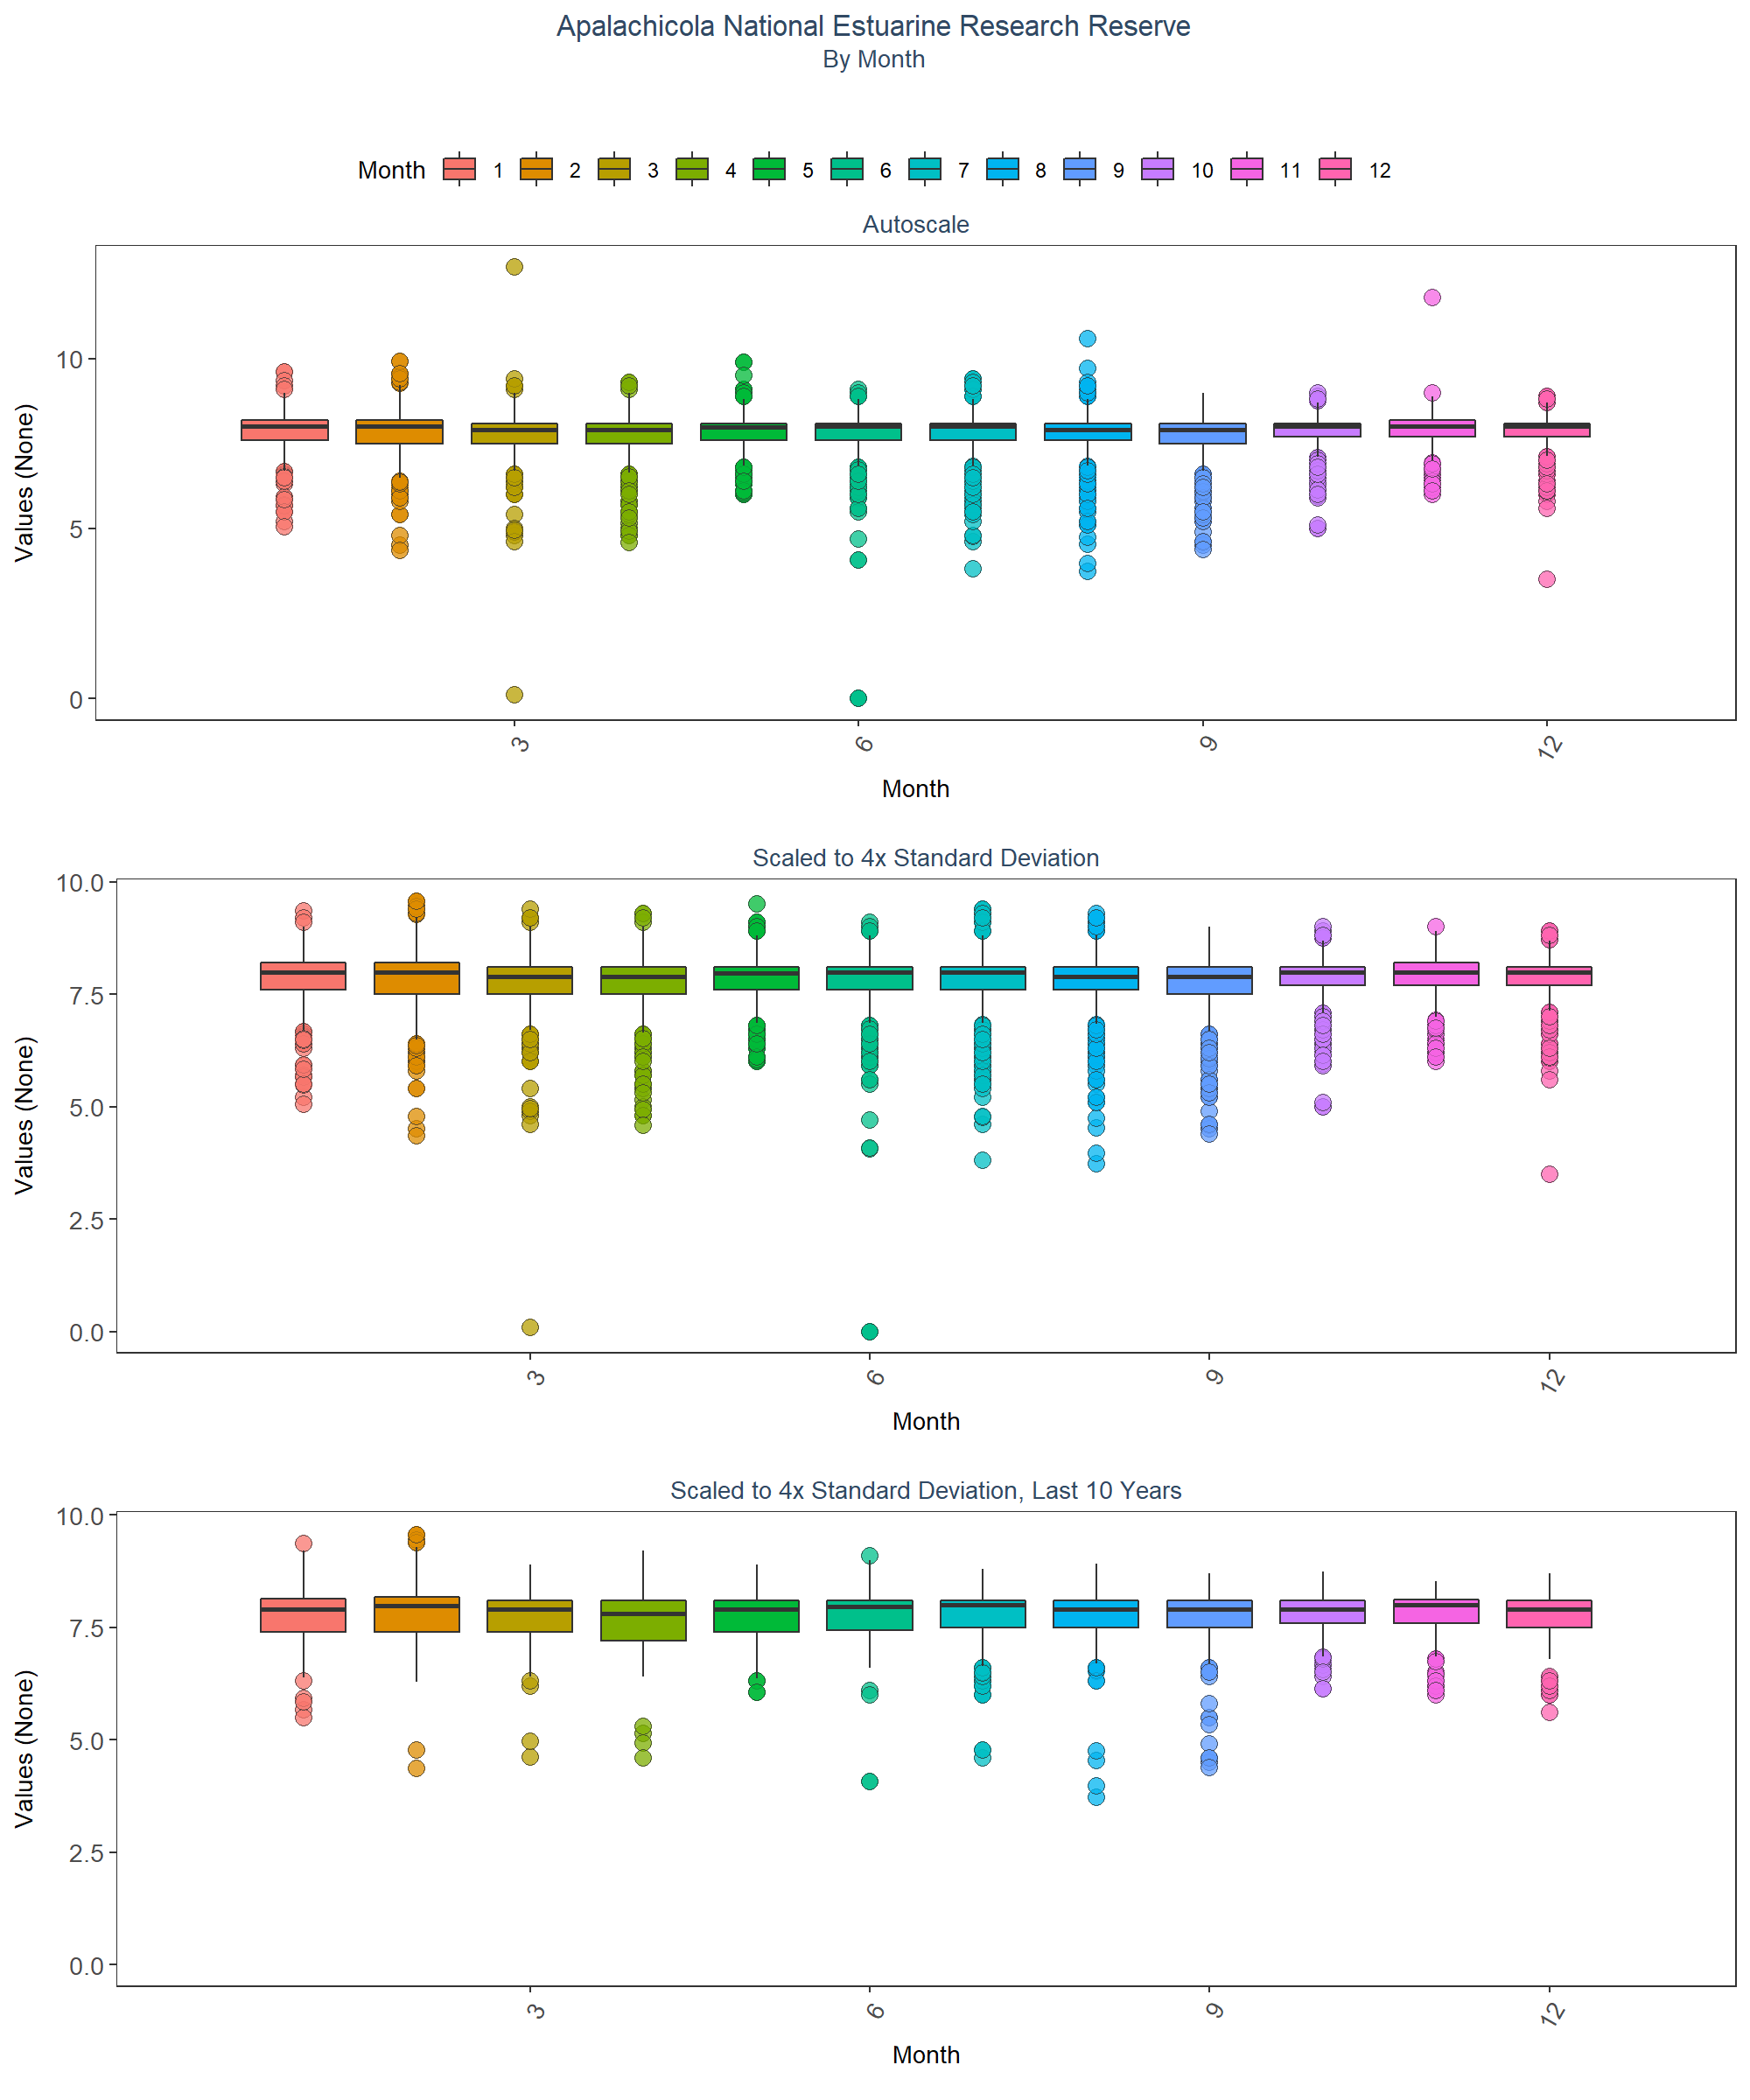 Apalachicola National Estuarine Research Reserve
By Month
Month 1 2 3 4 5 6 7 8 9 10 11 12
Autoscale
Values (None)
10
5
0
3 6 9 12
Month
Scaled to 4x Standard Deviation
Values (None)
10.0
7.5
5.0
2.5
0.0
3 6 9 12
Month
Scaled to 4x Standard Deviation, Last 10 Years
Values (None)
10.0
7.5
5.0
2.5
0.0
3 6 9 12
Month